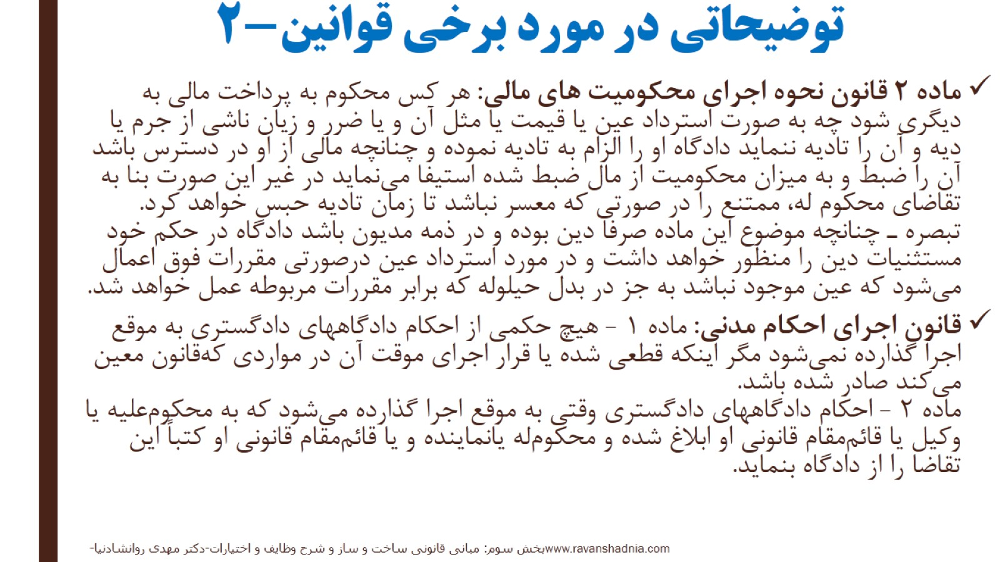 توضیحاتی در مورد برخی قوانین-۲
✓ ماده ۲ قانون نحوه اجرای محکومیت های مالی: هر کس محکوم به پرداخت مالی به
دیگری شود چه به صورت استرداد عین یا قیمت یا مثل آن و یا ضرر و زیان ناشی از جرم یا
دیه و آن را تادیه ننماید دادگاه او را الزام به تادیه نموده و چنانچه مالی از او در دسترس باشد
آن را ضبط و به میزان محکومیت از مال ضبط شده استیفا می‌نماید در غیر این صورت بنا به
تقاضای محکوم له، ممتنع را در صورتی که معسر نباشد تا زمان تادیه حبس خواهد کرد.
تبصره ـ چنانچه موضوع این ماده صرفا دین بوده و در ذمه مدیون باشد دادگاه در حکم خود
مستثنیات دین را منظور خواهد داشت و در مورد استرداد عین درصورتی مقررات فوق اعمال
می‌شود که عین موجود نباشد به جز در بدل حیلوله که برابر مقررات مربوطه عمل خواهد شد.
✓ قانون اجرای احکام مدنی: ماده ۱ - هیچ حکمی از احکام دادگاههای دادگستری به موقع
اجرا گذارده نمی‌شود مگر اینکه قطعی شده یا قرار اجرای موقت آن در مواردی که‌قانون معین
می‌کند صادر شده باشد.
ماده ۲ - احکام دادگاههای دادگستری وقتی به موقع اجرا گذارده می‌شود که به محکوم‌علیه یا
وکیل یا قائم‌مقام قانونی او ابلاغ شده و محکوم‌له یانماینده و یا قائم‌مقام قانونی او کتباً این
تقاضا را از دادگاه بنماید.
www.ravanshadnia.comبخش سوم: مبانی قانونی ساخت و ساز و شرح وظایف و اختیارات-دکتر مهدی روانشادنیا-